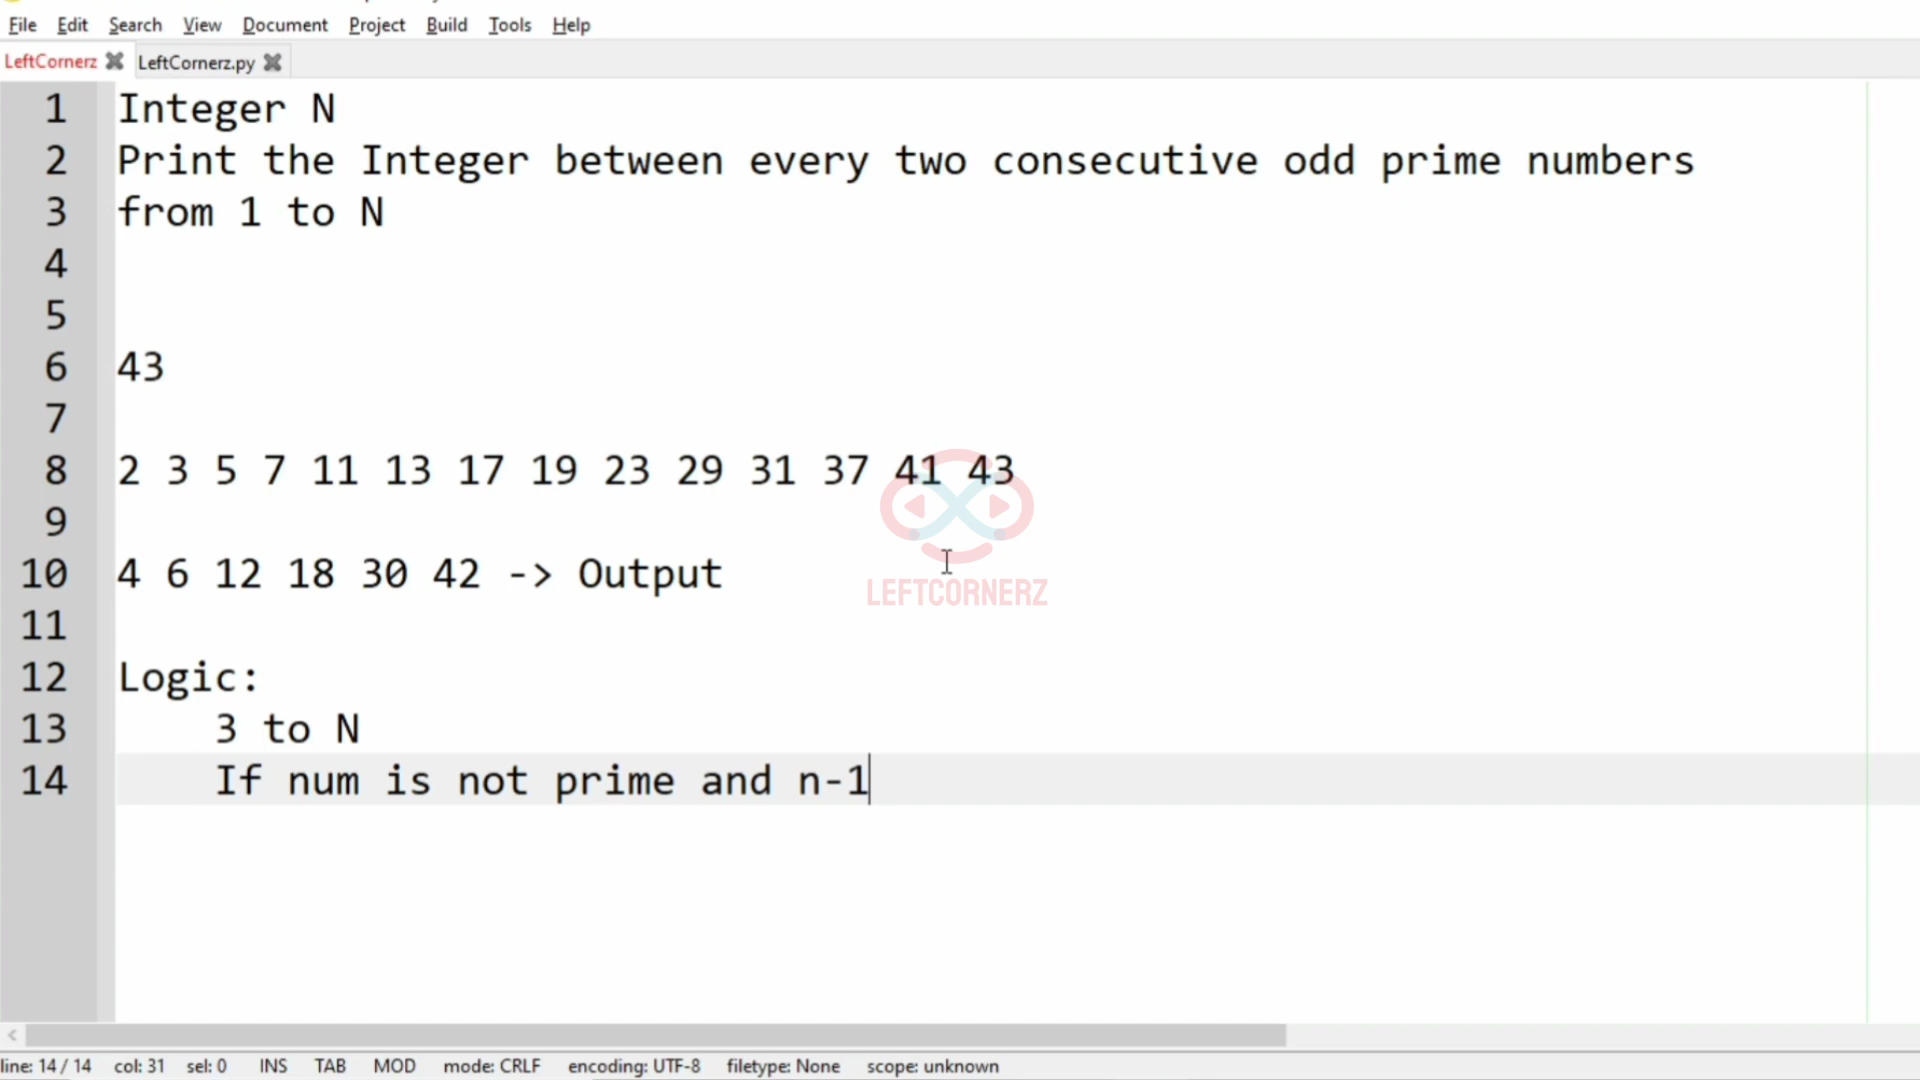 File Edit Search View Document Project Build Tools Help
LeftCornerz LeftCornerz.py
1 Integer N
2 Print the Integer between every two consecutive odd prime numbers
3 from 1 to N
4
5
6 43
7
8 2 3 5 7 11 13 17 19 23 29 31 37 41 43
9
10 4 6 12 18 30 42 -> Output
LEFTCORNERZ
11
12 Logic:
13 3 to N
14 If num is not prime and n-1
line: 14 / 14 col: 31 sel: 0 INS TAB MOD mode: CRLF encoding: UTF-8 filetype: None scope: unknown